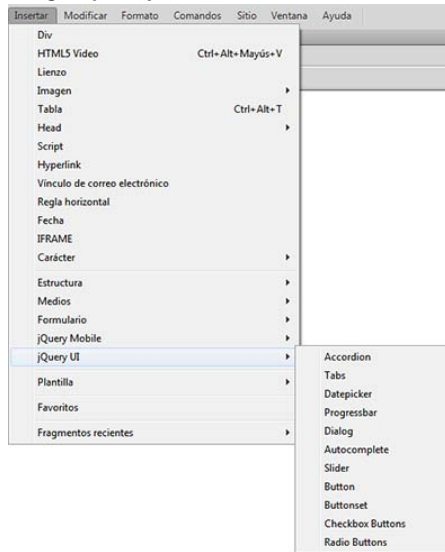 Insertar Modificar Formato Comandos Sitio Ventana Ayuda
Div
HTML5 Video Ctrl+Alt+Mayús+V
Lienzo
Imagen
Tabla Ctrl+Alt+T
Head
Script
Hyperlink
Vínculo de correo electrónico
Regla horizontal
Fecha
IFRAME
Carácter
Estructura
Medios
Formulario
jQuery Mobile
jQuery UI
Plantilla
Favoritos
Fragmentos recientes
Accordion
Tabs
Datepicker
Progressbar
Dialog
Autocomplete
Slider
Button
Buttonset
Checkbox Buttons
Radio Buttons